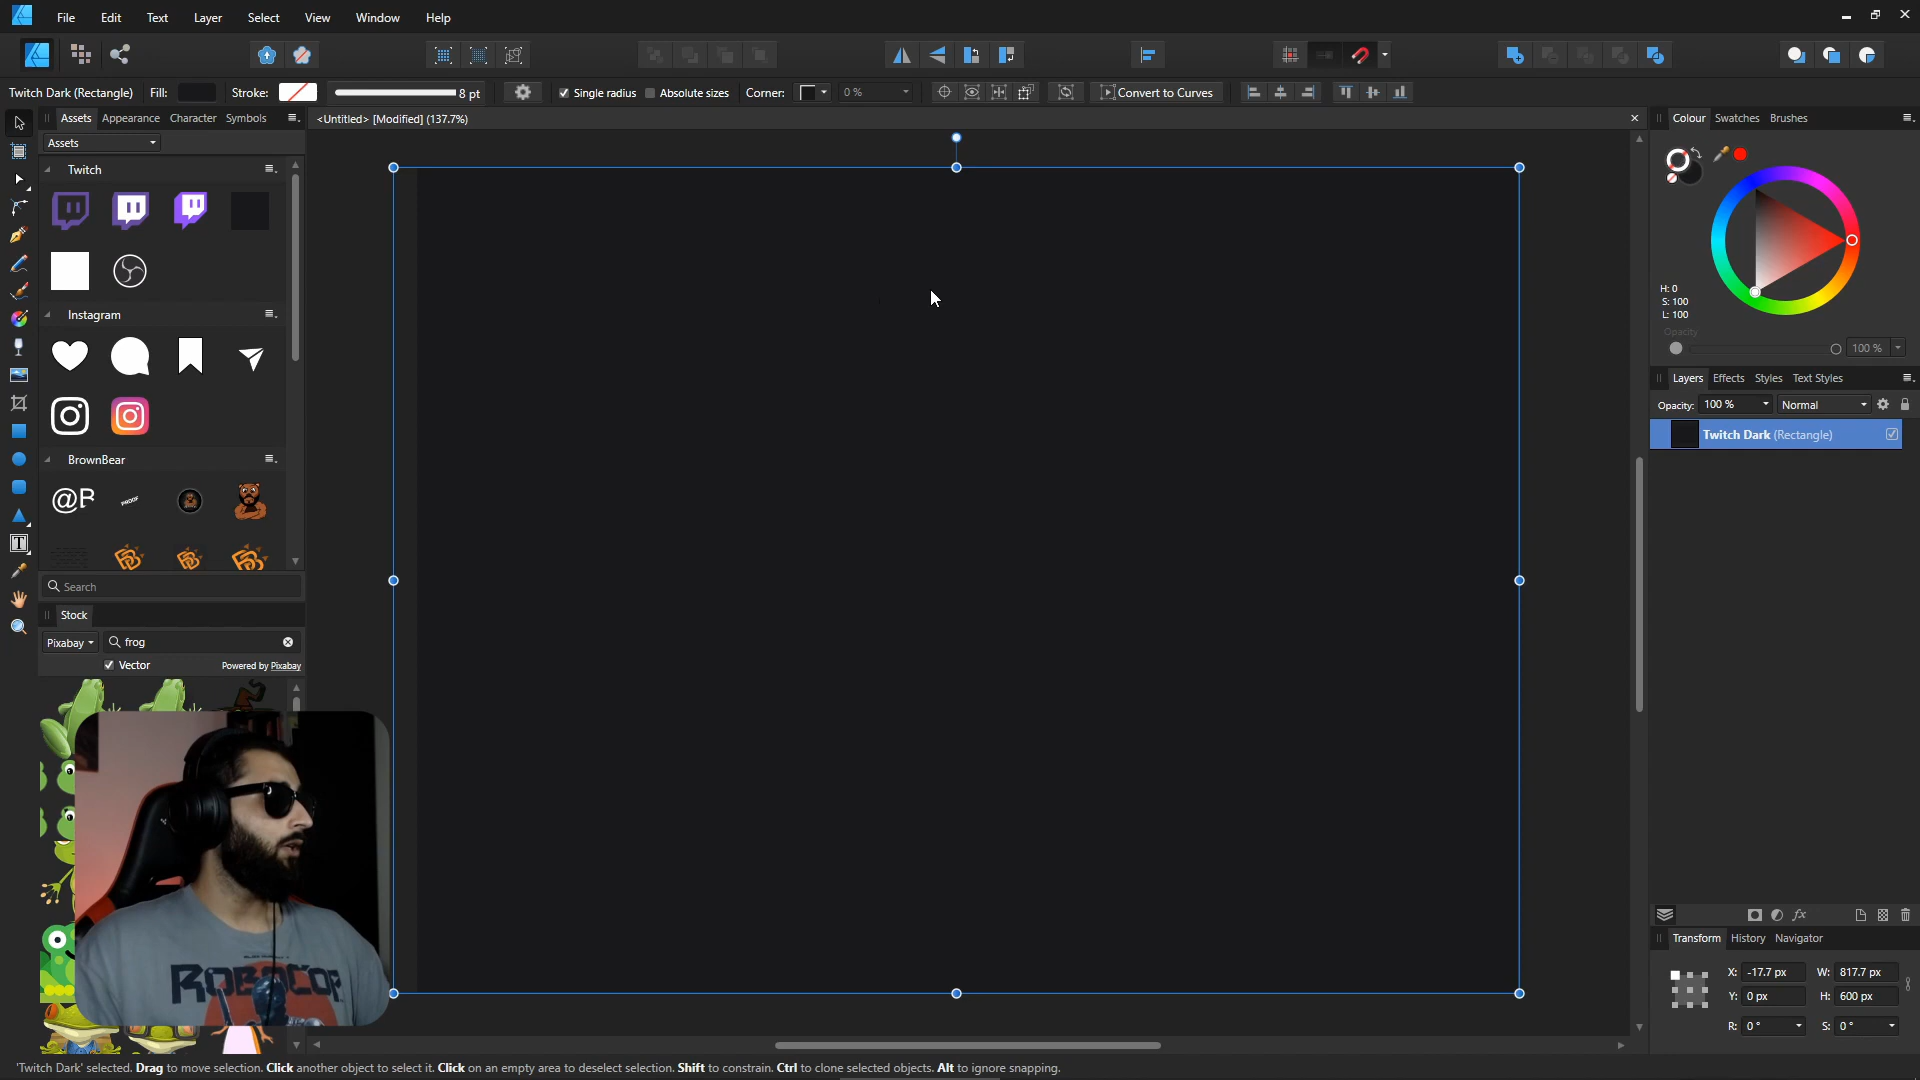 File Edit Text Layer Select View Window Help
Twitch Dark (Rectangle) Fill: Stroke: 8 pt Single radius Absolute sizes Corner: 0 % Convert to Curves
Assets Appearance Character Symbols
<Untitled> [Modified] (137.7%)
Colour Swatches Brushes
Assets
Twitch
Instagram
H: 0
S: 100
L: 100
Opacity
100 %
Layers Effects Styles Text Styles
Opacity: 100 % Normal
Twitch Dark (Rectangle)
BrownBear
@B
PROOF
Search
Stock
Pixabay frog
Vector Powered by Pixabay
ROBOCOP
Transform History Navigator
X: -17.7 px W: 817.7 px
Y: 0 px H: 600 px
R: 0 ° S: 0 °
'Twitch Dark' selected. Drag to move selection. Click another object to select it. Click on an empty area to deselect selection. Shift to constrain. Ctrl to clone selected objects. Alt to ignore snapping.